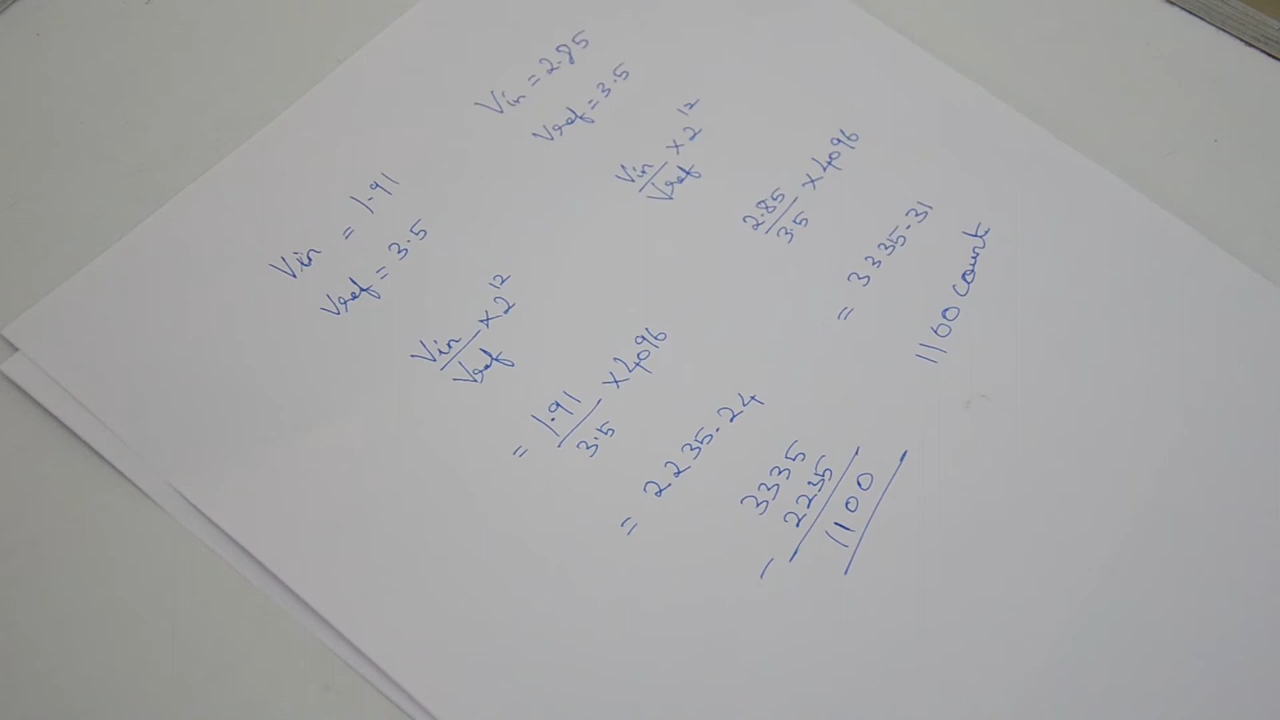 Vin = 1.91
Vref = 3.5
Vin/Vref × 2^12
= 1.91/3.5 × 4096
= 2235.24
Vin = 2.85
Vref = 3.5
Vin/Vref × 2^12
2.85/3.5 × 4096
= 3335.31
1100 count
3335
- 2235
1100